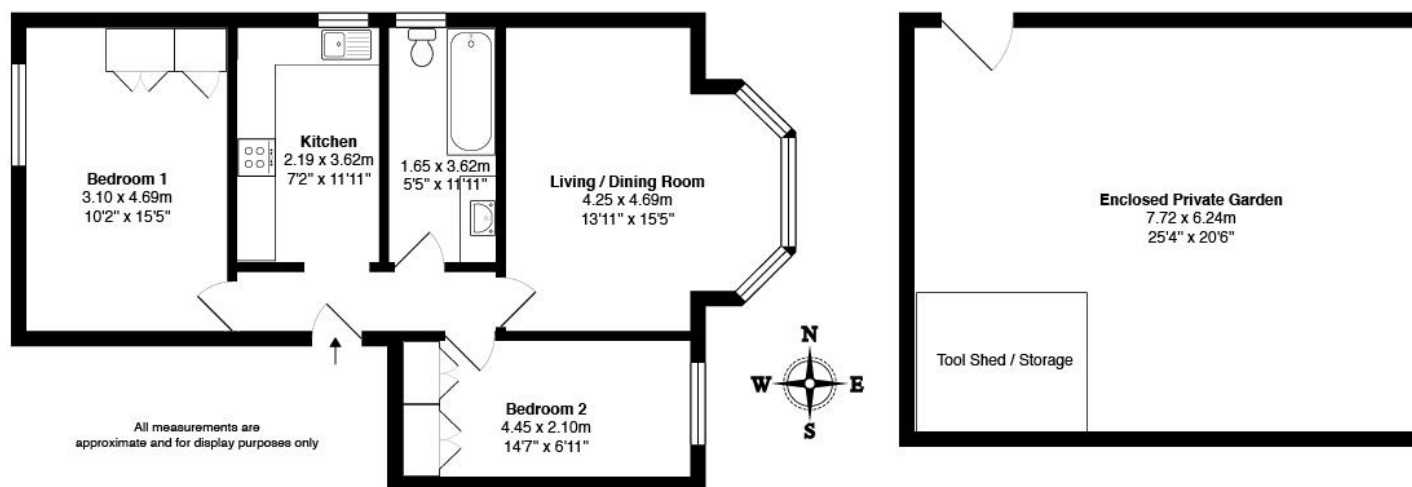 Bedroom 1
3.10 x 4.69m
10'2" x 15'5"
Kitchen
2.19 x 3.62m
7'2" x 11'11"
1.65 x 3.62m
5'5" x 11'11"
Living / Dining Room
4.25 x 4.69m
13'11" x 15'5"
Enclosed Private Garden
7.72 x 6.24m
25'4" x 20'6"
Tool Shed / Storage
N
W E
S
Bedroom 2
4.45 x 2.10m
14'7" x 6'11"
All measurements are
approximate and for display purposes only